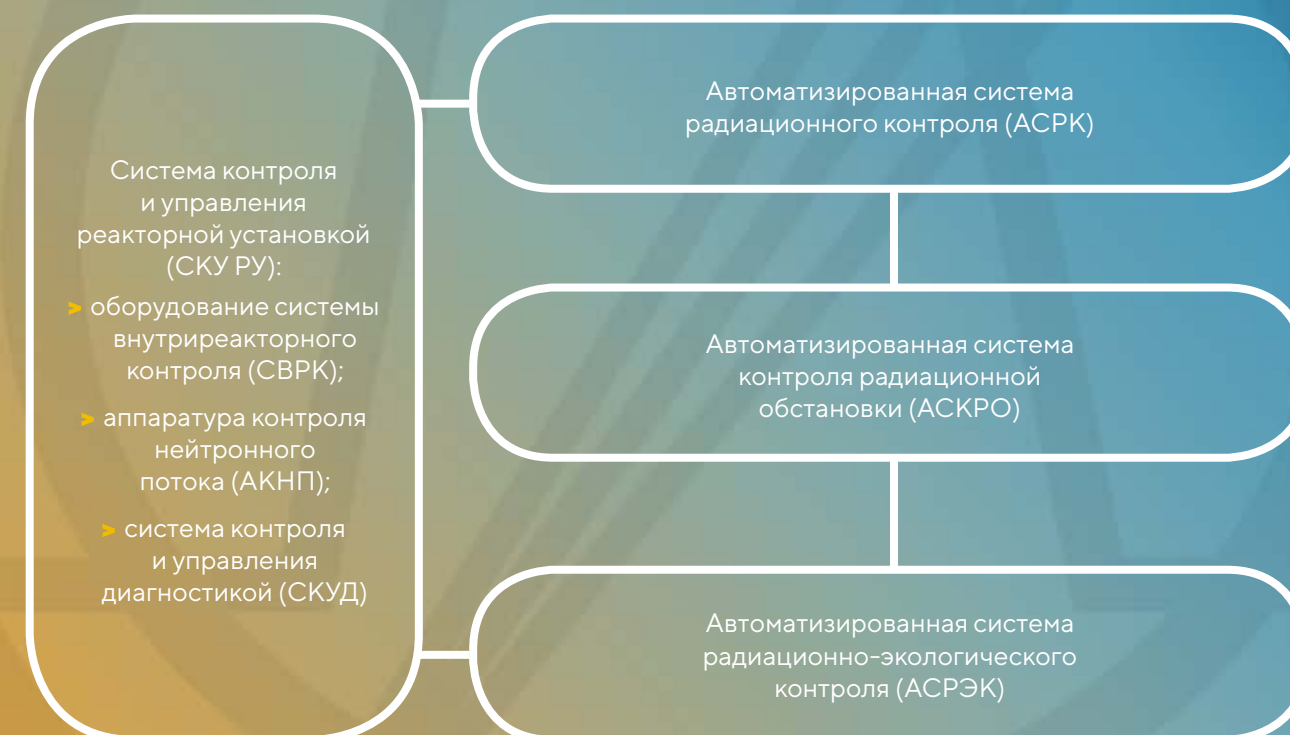 Система контроля
и управления
реакторной установкой
(СКУ РУ):
> оборудование системы
внутриреакторного
контроля (СВРК);
> аппаратура контроля
нейтронного
потока (АКНП);
> система контроля
и управления
диагностикой (СКУД)
Автоматизированная система
радиационного контроля (АСРК)
Автоматизированная система
контроля радиационной
обстановки (АСКРО)
Автоматизированная система
радиационно-экологического
контроля (АСРЭК)